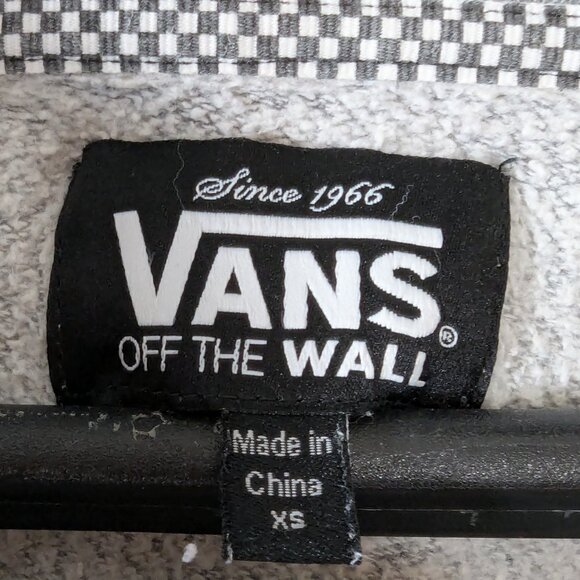 Since 1966
VANS
OFF THE WALL®
Made in
China
XS